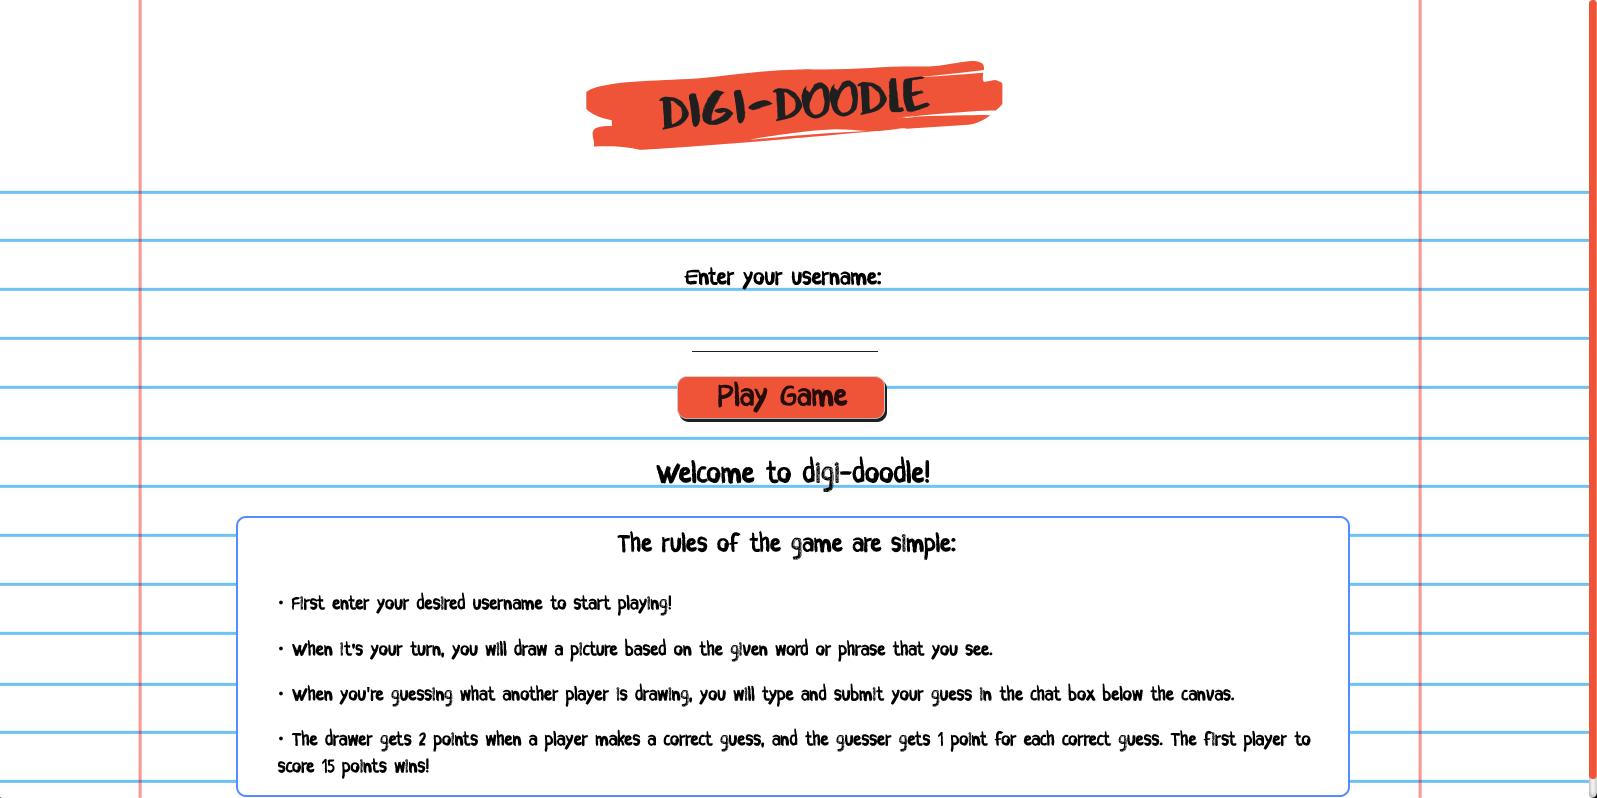 DIGI-DOODLE
Enter your username:
Play Game
Welcome to digi-doodle!
The rules of the game are simple:
• First enter your desired username to start playing!
• When it's your turn, you will draw a picture based on the given word or phrase that you see.
• When you're guessing what another player is drawing, you will type and submit your guess in the chat box below the canvas.
• The drawer gets 2 points when a player makes a correct guess, and the guesser gets 1 point for each correct guess. The first player to
score 15 points wins!